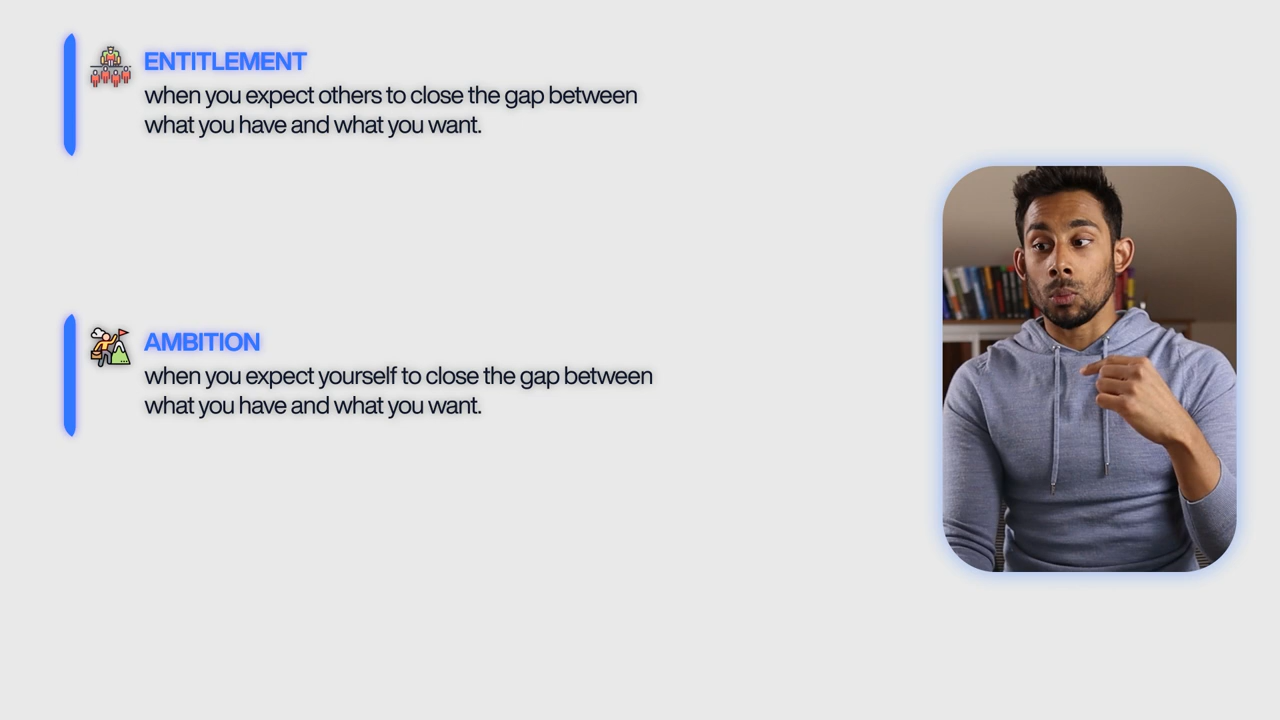 ENTITLEMENT
when you expect others to close the gap between
what you have and what you want.
AMBITION
when you expect yourself to close the gap between
what you have and what you want.